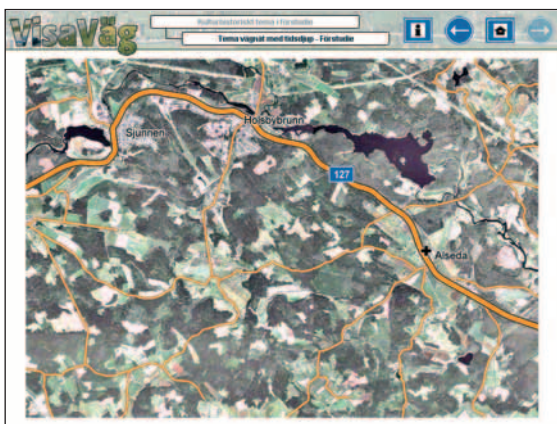 VisaVäg
Kulturhistoriskt tema i förstudie
Tema vägnät med tidsdjup - Förstudie
Sjunnen
Holsbybrunn
127
Alseda